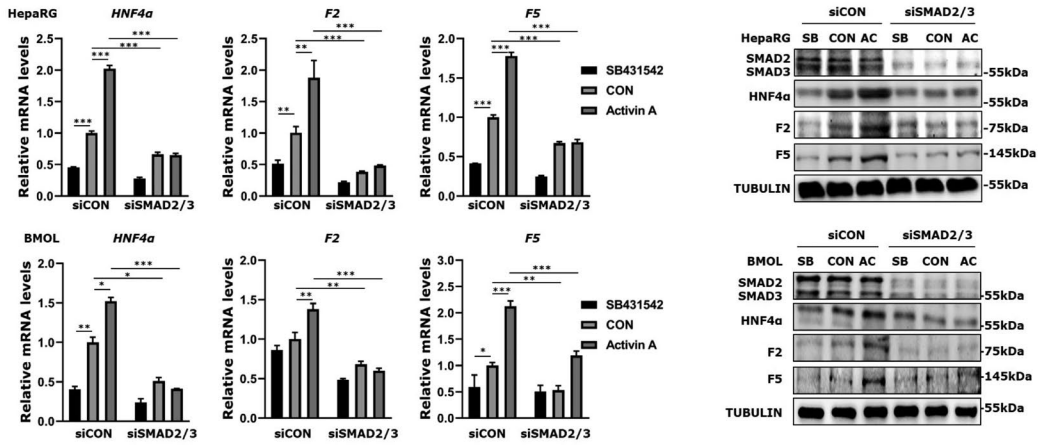 HepaRG
HNF4α
F2
F5
Relative mRNA levels
2.5
2.0
1.5
1.0
0.5
0.0
***
***
***
***
siCON siSMAD2/3
Relative mRNA levels
2.5
2.0
1.5
1.0
0.5
0.0
***
***
**
**
siCON siSMAD2/3
Relative mRNA levels
2.0
1.5
1.0
0.5
0.0
***
***
***
***
siCON siSMAD2/3
SB431542
CON
Activin A
BMOL
HNF4α
F2
F5
Relative mRNA levels
2.0
1.5
1.0
0.5
0.0
***
*
*
**
siCON siSMAD2/3
Relative mRNA levels
2.0
1.5
1.0
0.5
0.0
***
**
**
siCON siSMAD2/3
Relative mRNA levels
3.0
2.5
2.0
1.5
1.0
0.5
0.0
***
**
***
*
siCON siSMAD2/3
SB431542
CON
Activin A
siCON siSMAD2/3
HepaRG SB CON AC SB CON AC
SMAD2
SMAD3 -55kDa
HNF4α -55kDa
F2 -75kDa
F5 -145kDa
TUBULIN -55kDa
siCON siSMAD2/3
BMOL SB CON AC SB CON AC
SMAD2
SMAD3 -55kDa
HNF4α -55kDa
F2 -75kDa
F5 -145kDa
TUBULIN -55kDa